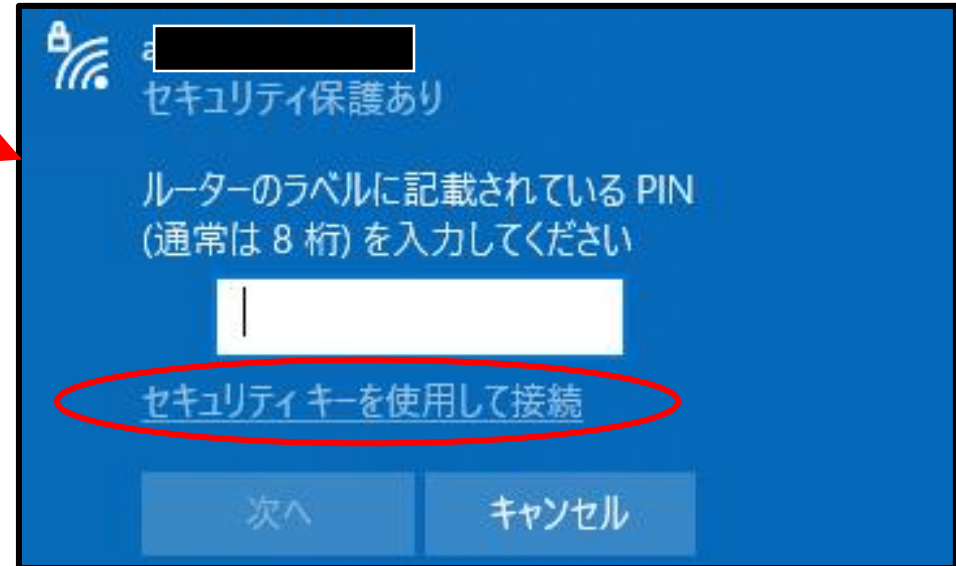 a
セキュリティ保護あり
ルーターのラベルに記載されている PIN
(通常は 8 桁) を入力してください
セキュリティ キーを使用して接続
次へ
キャンセル